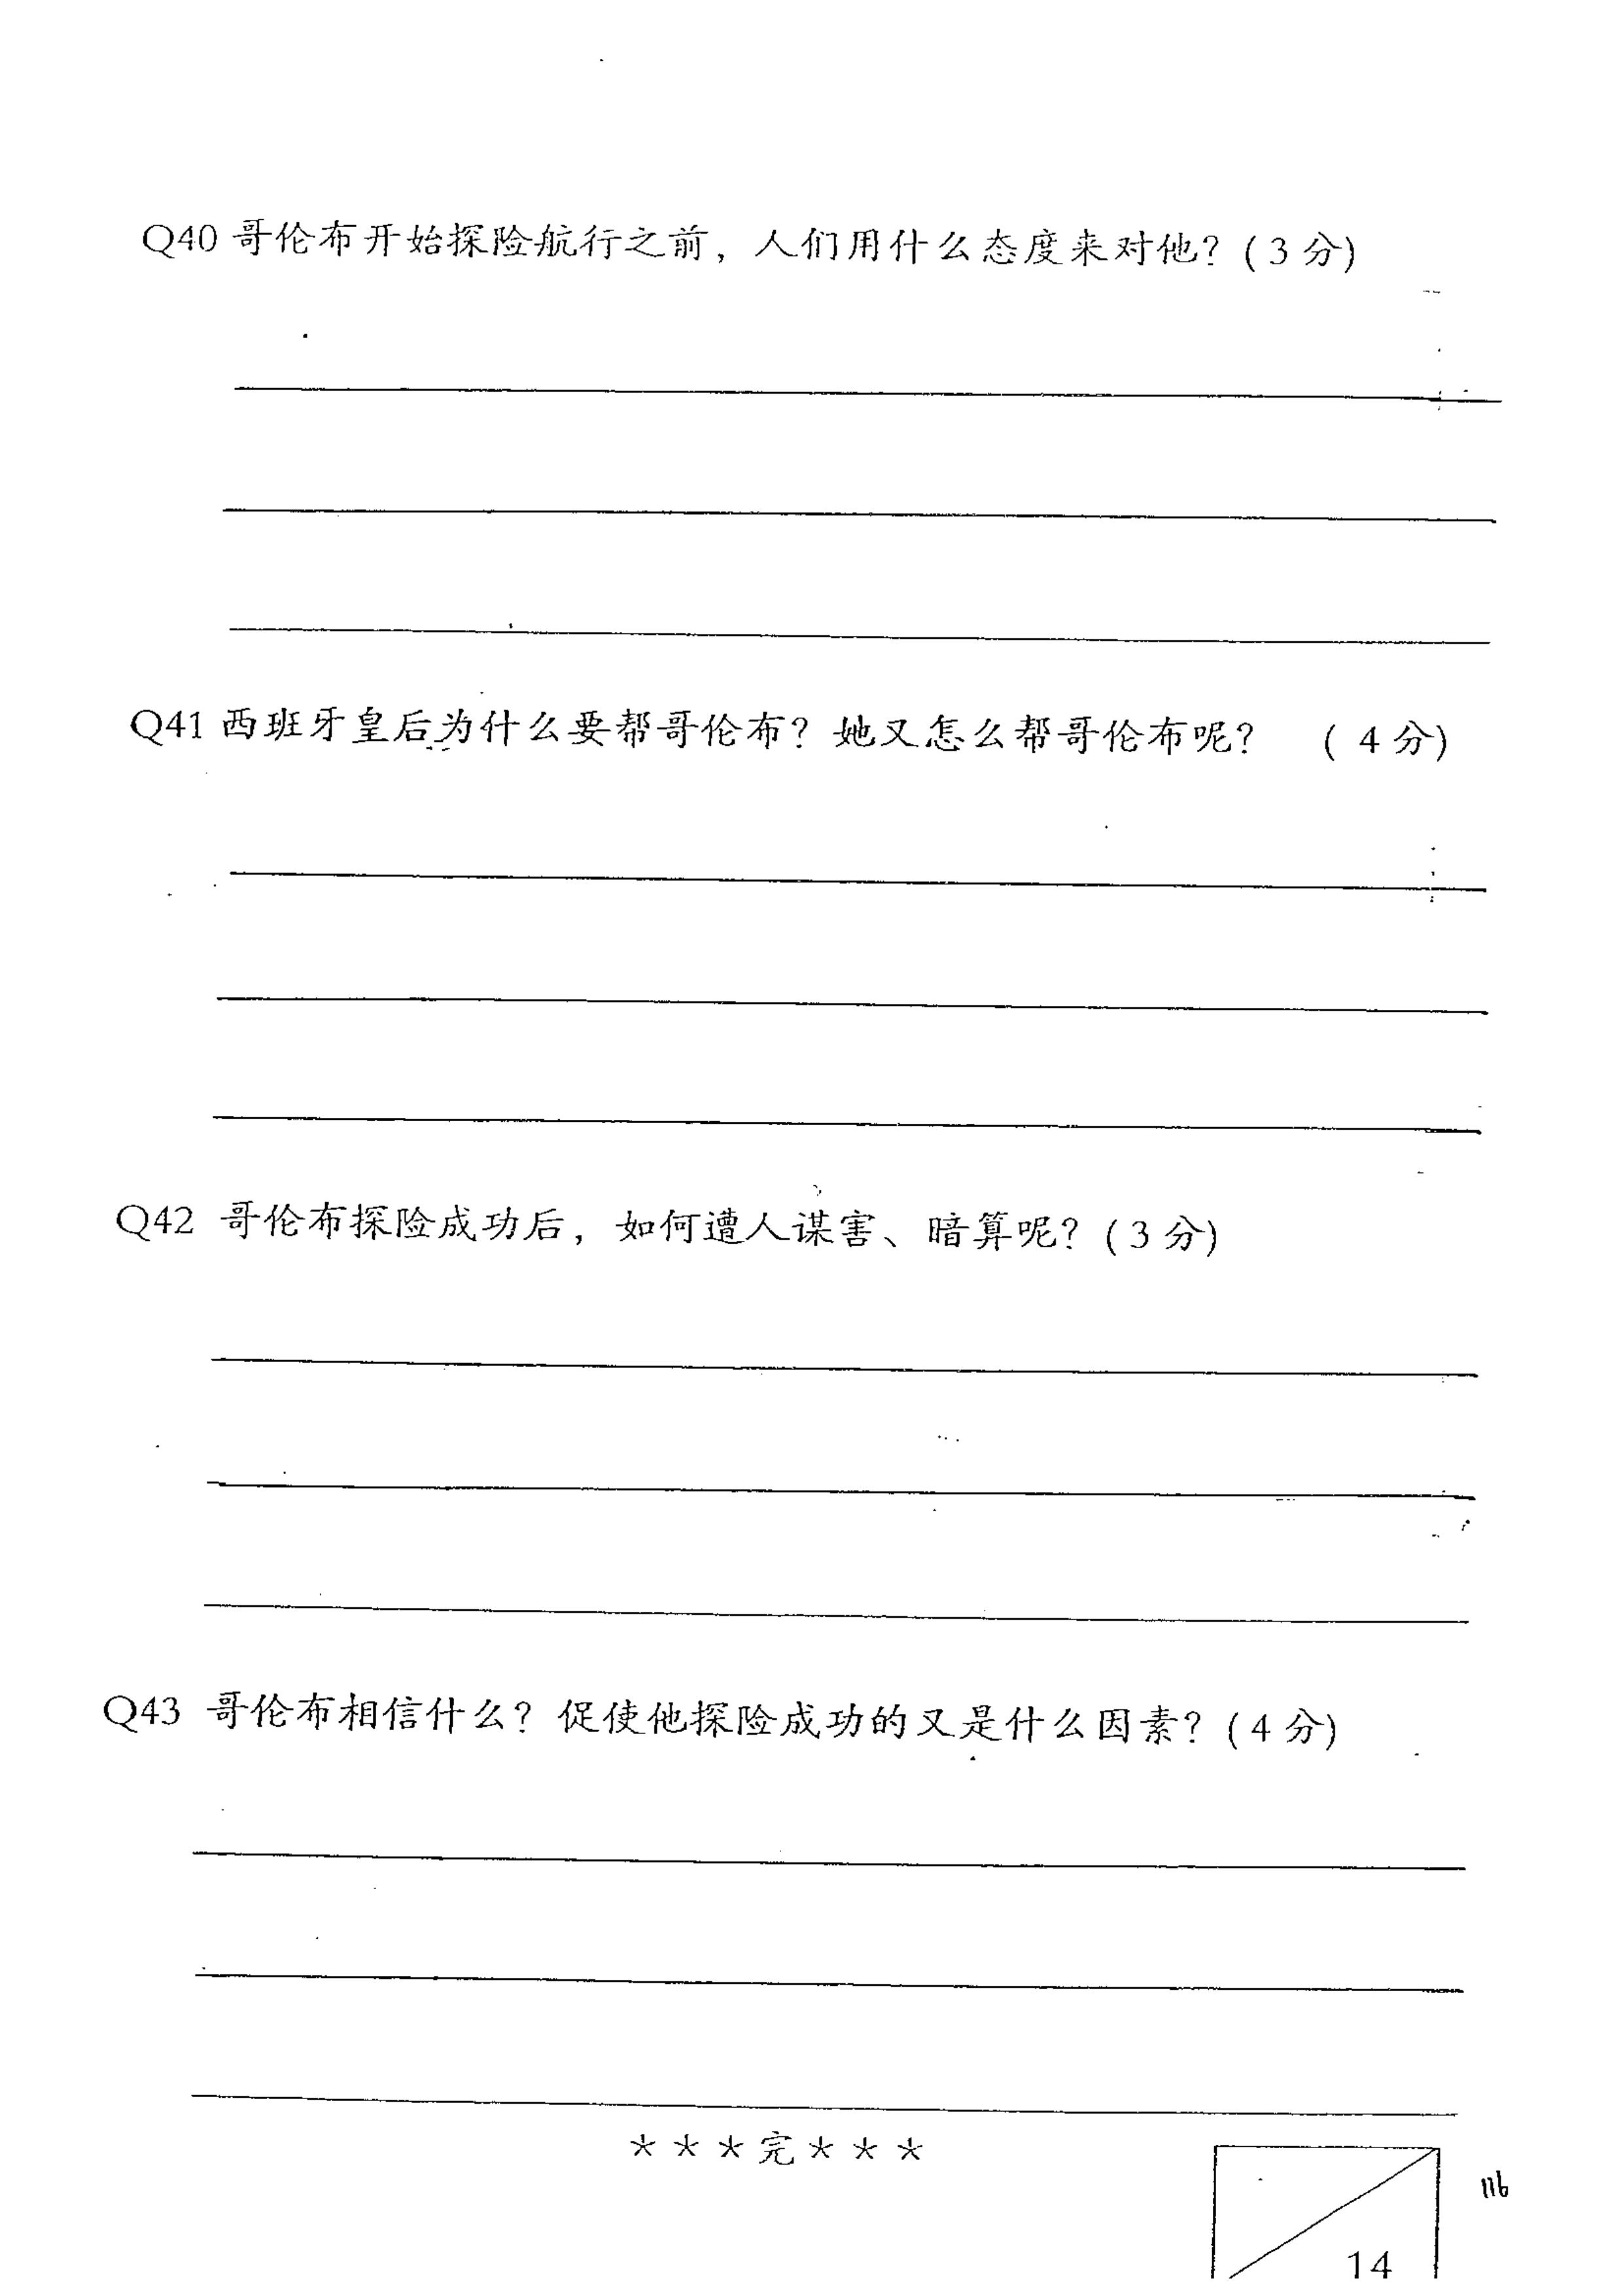 Q40 哥伦布开始探险航行之前，人们用什么态度来对他？(3 分)
Q41 西班牙皇后为什么要帮哥伦布？她又怎么帮哥伦布呢？ ( 4 分)
Q42 哥伦布探险成功后，如何遭人谋害、暗算呢？(3 分)
Q43 哥伦布相信什么？促使他探险成功的又是什么因素？(4 分)
＊＊＊完＊＊＊
116
14